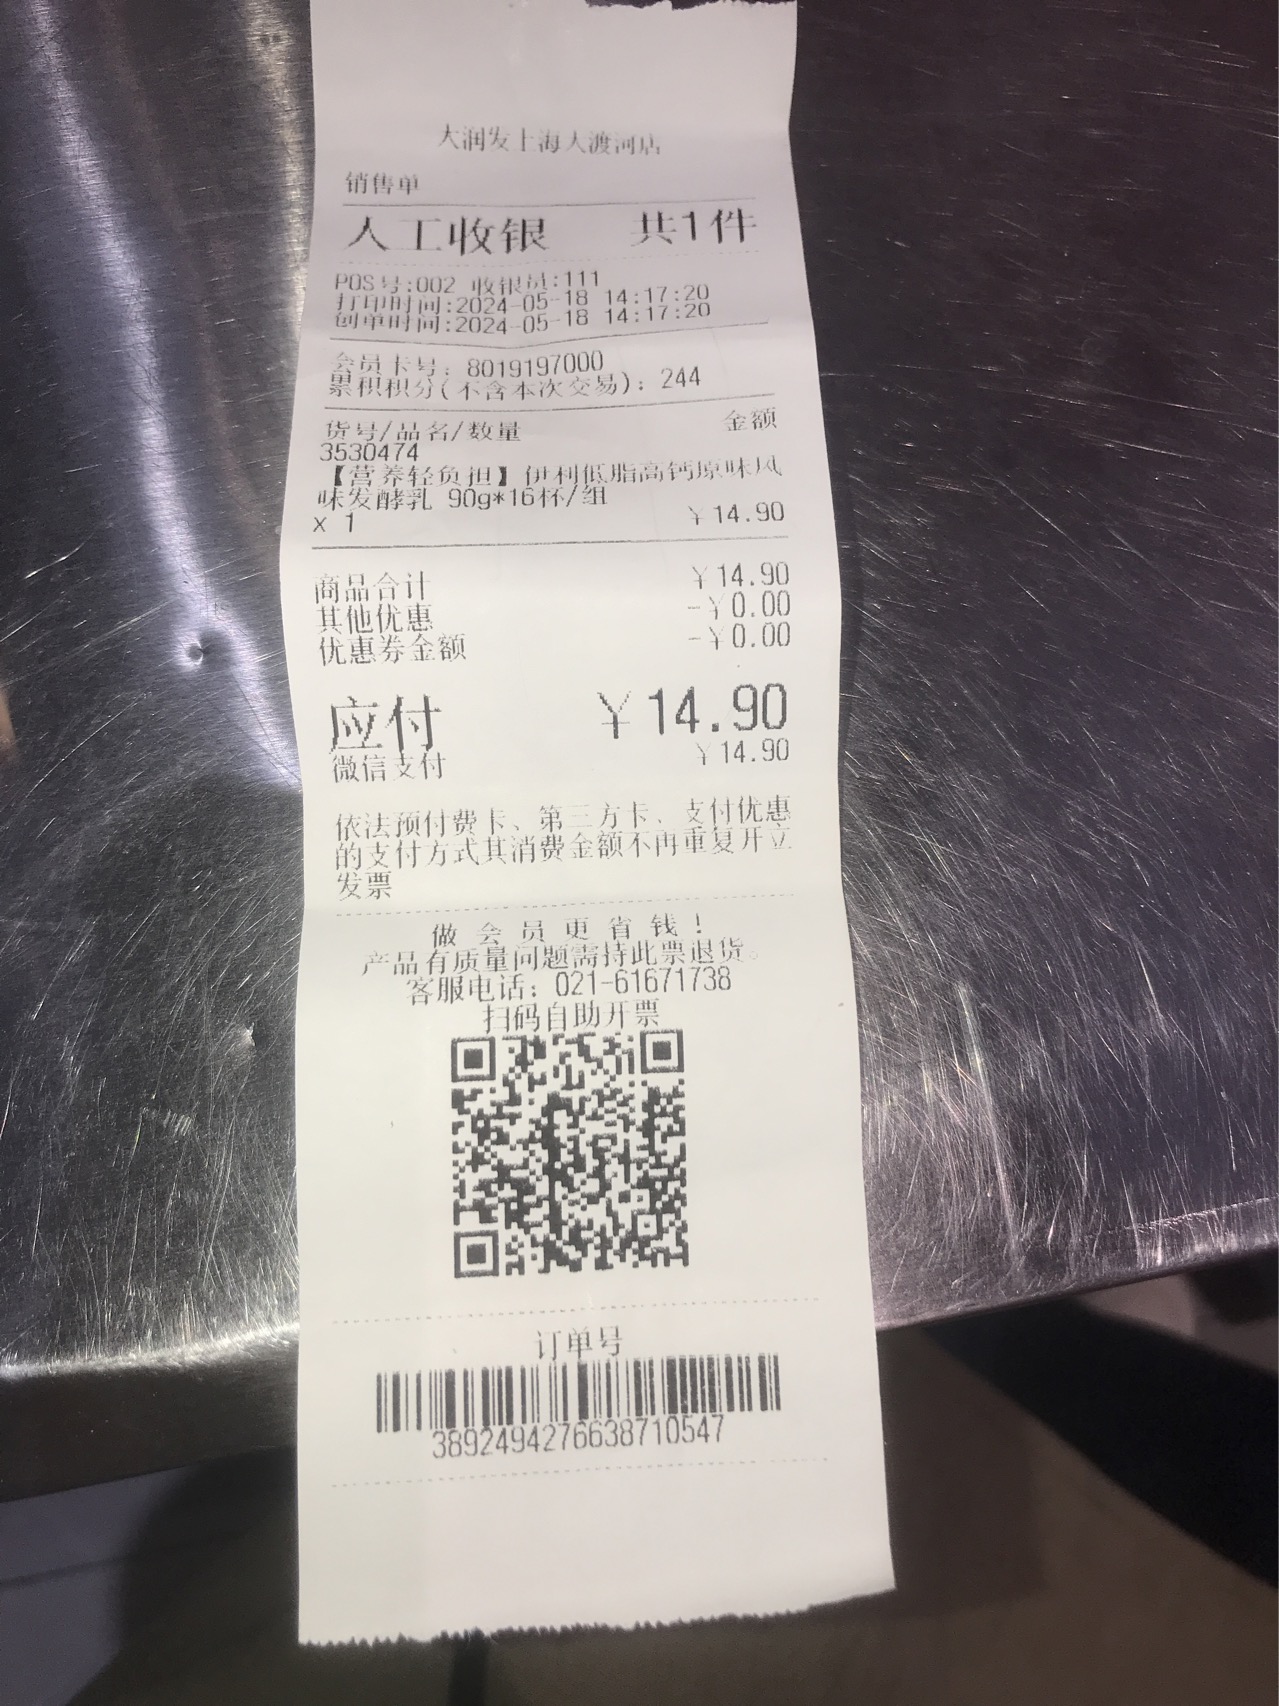 大润发上海大渡河店
销售单
人工收银 共1件
POS号:002 收银员:111
打印时间:2024-05-18 14:17:20
创单时间:2024-05-18 14:17:20
会员卡号：8019197000
累积积分(不含本次交易)：244
货号/品名/数量 金额
3530474
【营养轻负担】伊利低脂高钙原味风
味发酵乳 90g*16杯/组
x 1 ￥14.90
商品合计 ￥14.90
其他优惠 -￥0.00
优惠券金额 -￥0.00
应付 ￥14.90
微信支付 ￥14.90
依法预付费卡、第三方卡、支付优惠
的支付方式其消费金额不再重复开立
发票
做会员更省钱！
产品有质量问题需持此票退货。
客服电话：021-61671738
扫码自助开票
订单号
3892494276638710547